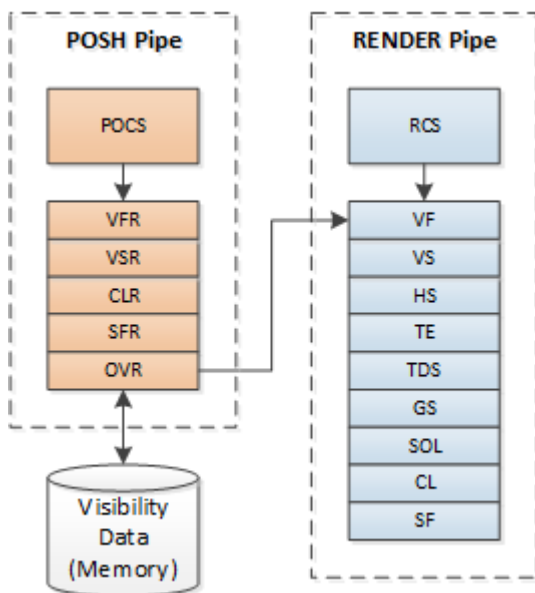 POSH Pipe
POCS
VFR
VSR
CLR
SFR
OVR
Visibility
Data
(Memory)
RENDER Pipe
RCS
VF
VS
HS
TE
TDS
GS
SOL
CL
SF